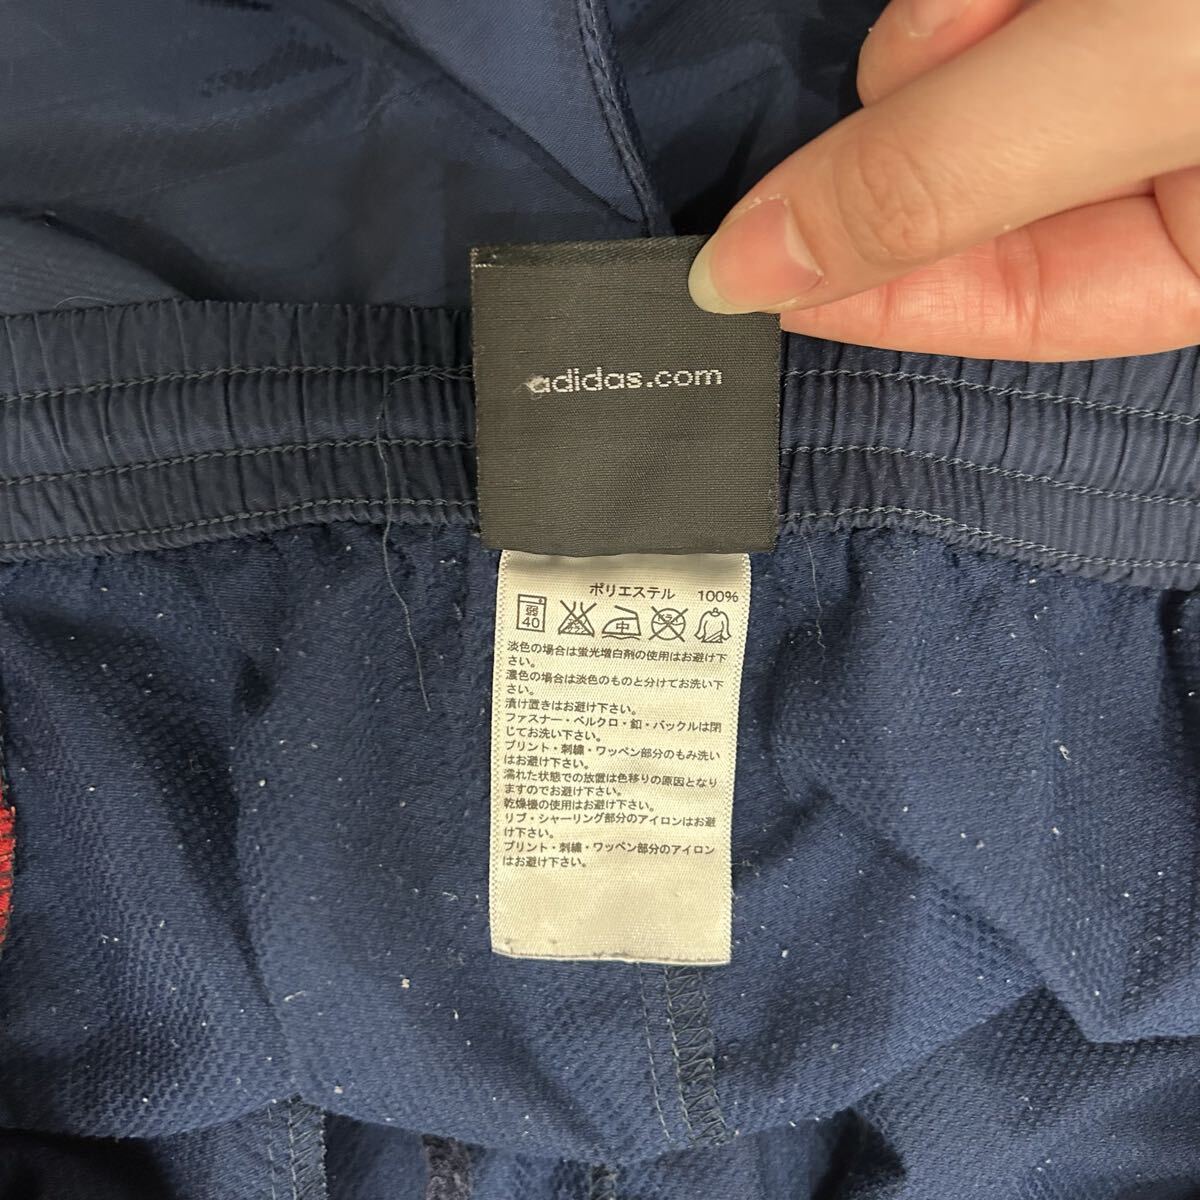 adidas.com
ポリエステル 100%
弱
40
中
淡色の場合は蛍光増白剤の使用はお避け下
さい。
濃色の場合は淡色のものと分けてお洗い下
さい。
漬け置きはお避け下さい。
ファスナー・ベルクロ・釦・バックルは閉
じてお洗い下さい。
プリント・刺繍・ワッペン部分のもみ洗い
はお避け下さい。
濡れた状態での放置は色移りの原因となり
ますのでお避け下さい。
乾燥機の使用はお避け下さい。
リブ・シャーリング部分のアイロンはお避
け下さい。
プリント・刺繍・ワッペン部分のアイロン
はお避け下さい。